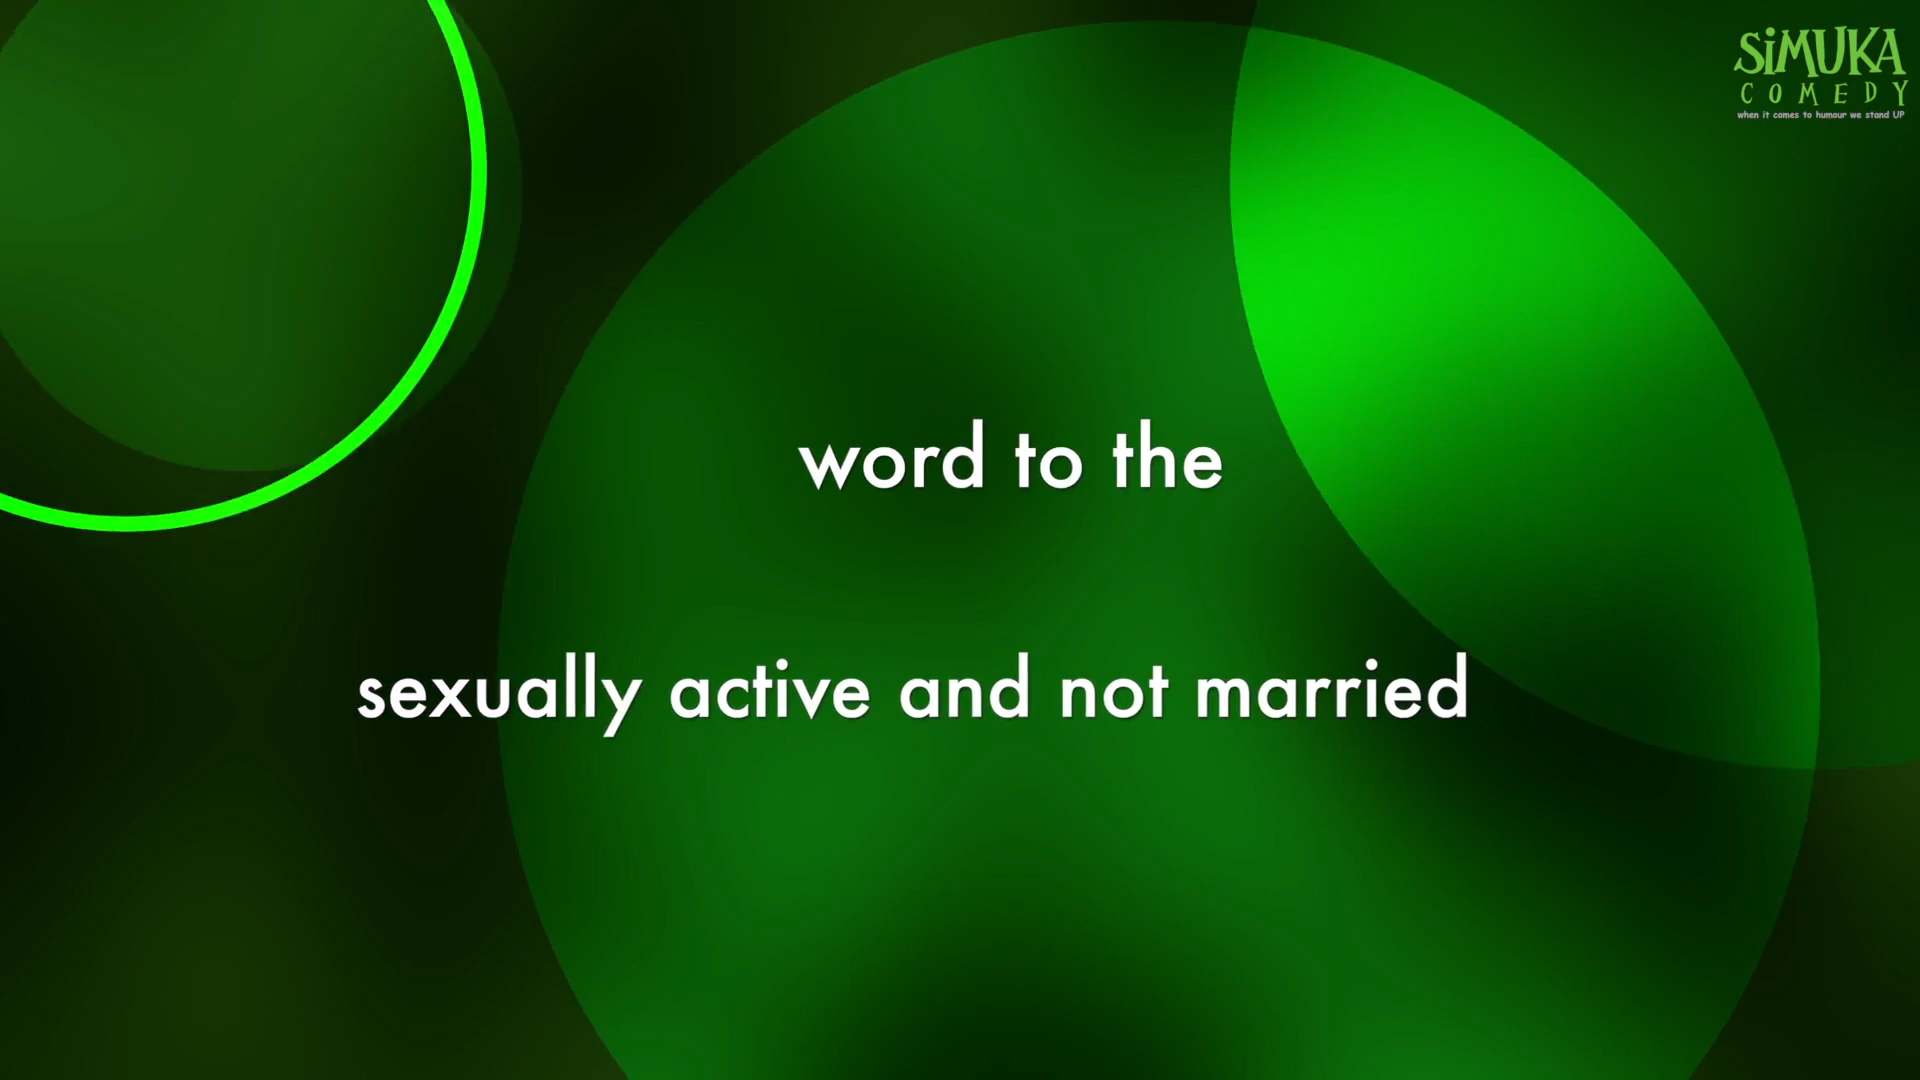 SiMUKA
COMEDY
when it comes to humour we stand UP
word to the
sexually active and not married